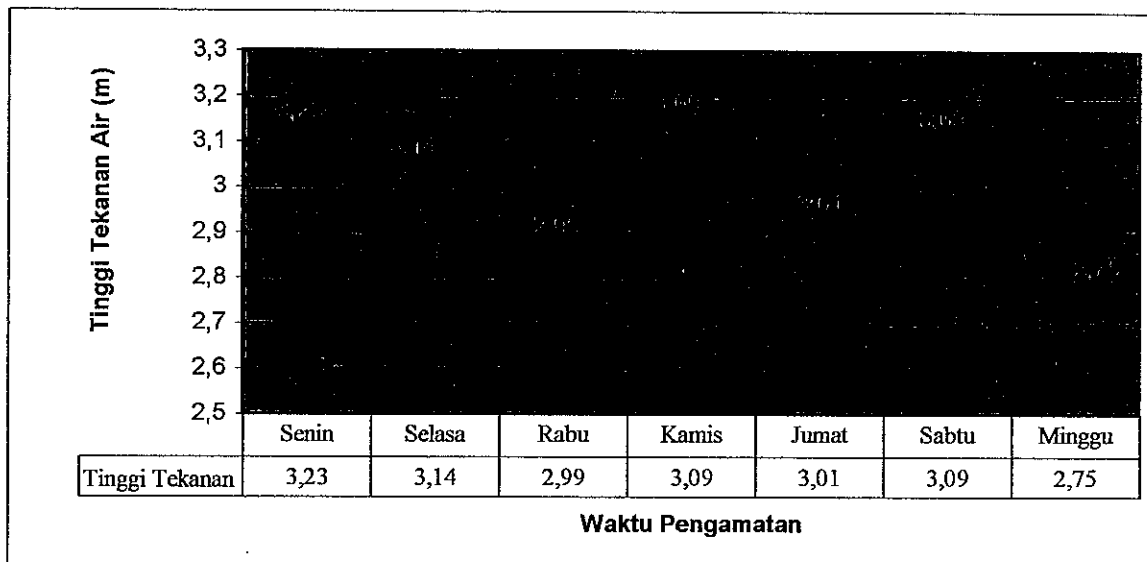 Tinggi Tekanan Air (m)
3,3
3,2
3,1
3
2,9
2,8
2,7
2,6
2,5
Senin Selasa Rabu Kamis Jumat Sabtu Minggu
Tinggi Tekanan 3,23 3,14 2,99 3,09 3,01 3,09 2,75
Waktu Pengamatan